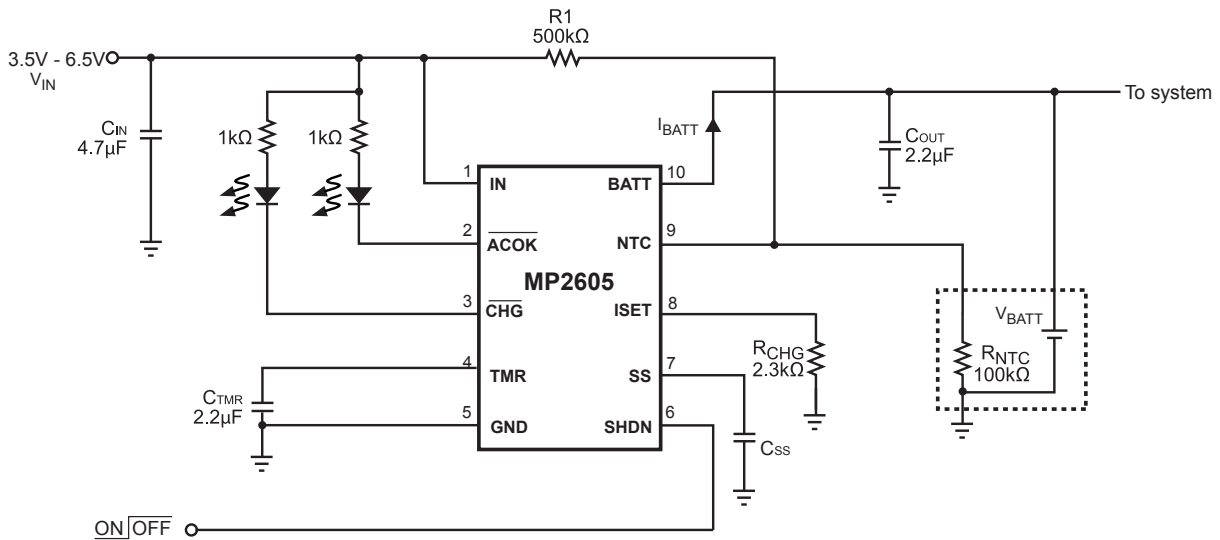 R1
500kΩ
3.5V - 6.5V
VIN
To system
CIN
4.7μF
1kΩ
1kΩ
IBATT
COUT
2.2μF
1
IN
BATT
10
2
ACOK
NTC
9
MP2605
3
CHG
ISET
8
VBATT
RCHG
2.3kΩ
RNTC
100kΩ
4
TMR
SS
7
CTMR
2.2μF
5
GND
SHDN
6
CSS
ON OFF